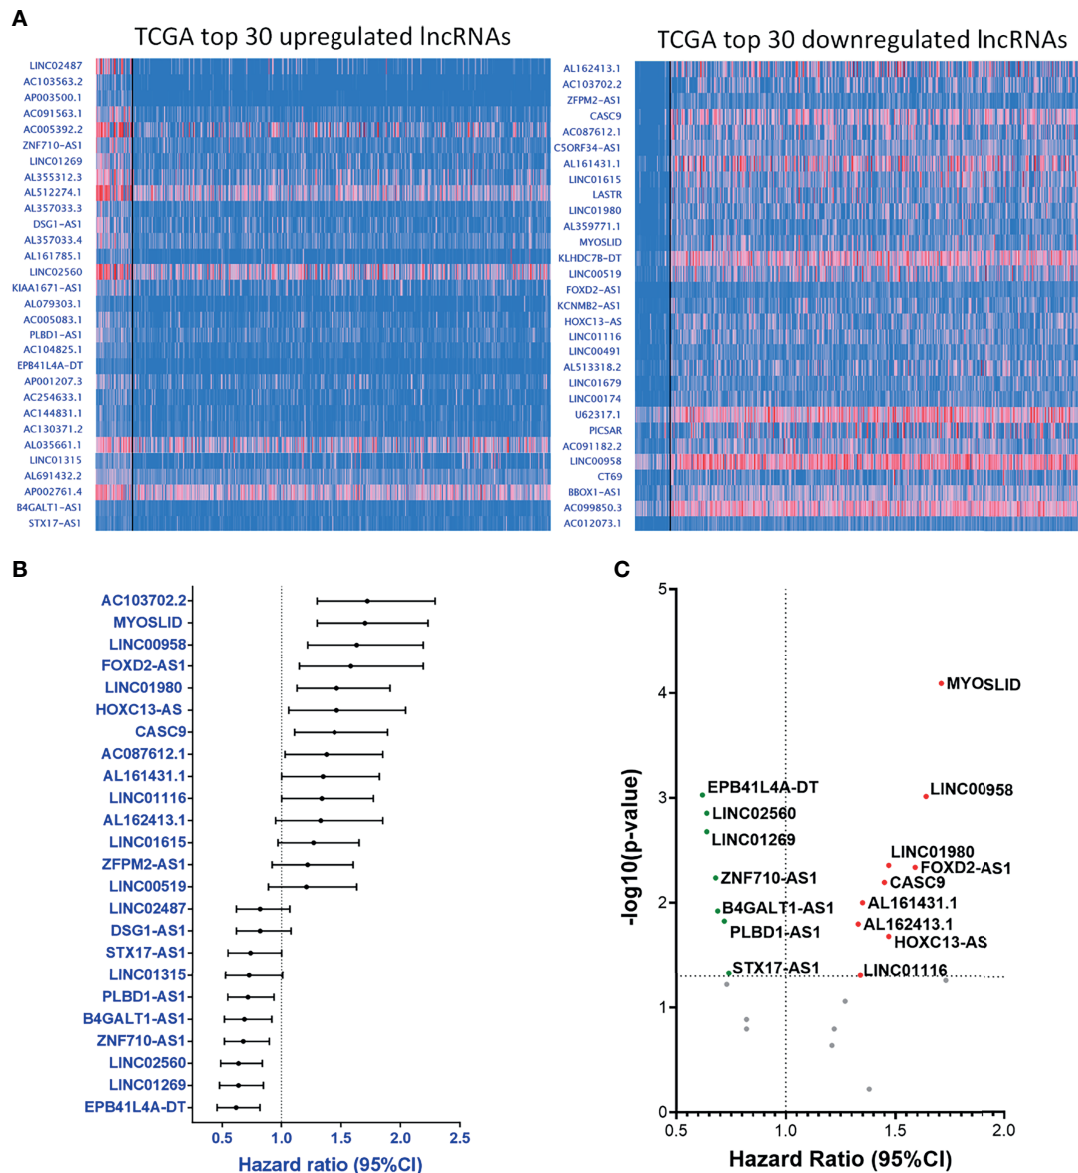 A
TCGA top 30 upregulated lncRNAs
LINC02487
AC103563.2
AP003500.1
AC091563.1
AC005392.2
ZNF710-AS1
LINC01269
AL355312.3
AL512274.1
AL357033.3
DSG1-AS1
AL357033.4
AL161785.1
LINC02560
KIAA1671-AS1
AL079303.1
AC005083.1
PLBD1-AS1
AC104825.1
EPB41L4A-DT
AP001207.3
AC254633.1
AC144831.1
AC130371.2
AL035661.1
LINC01315
AL691432.2
AP002761.4
B4GALT1-AS1
STX17-AS1
TCGA top 30 downregulated lncRNAs
AL162413.1
AC103702.2
ZFPM2-AS1
CASC9
AC087612.1
C5ORF34-AS1
AL161431.1
LINC01615
LASTR
LINC01980
AL359771.1
MYOSLID
KLHDC7B-DT
LINC00519
FOXD2-AS1
KCNMB2-AS1
HOXC13-AS
LINC01116
LINC00491
AL513318.2
LINC01679
LINC00174
U62317.1
PICSAR
AC091182.2
LINC00958
CT69
BBOX1-AS1
AC099850.3
AC012073.1
B
AC103702.2
MYOSLID
LINC00958
FOXD2-AS1
LINC01980
HOXC13-AS
CASC9
AC087612.1
AL161431.1
LINC01116
AL162413.1
LINC01615
ZFPM2-AS1
LINC00519
LINC02487
DSG1-AS1
STX17-AS1
LINC01315
PLBD1-AS1
B4GALT1-AS1
ZNF710-AS1
LINC02560
LINC01269
EPB41L4A-DT
0.5 1.0 1.5 2.0 2.5
Hazard ratio (95%CI)
C
-log10(p-value)
5
4
3
2
1
0
MYOSLID
EPB41L4A-DT
LINC00958
LINC02560
LINC01269
LINC01980
FOXD2-AS1
ZNF710-AS1
CASC9
B4GALT1-AS1
AL161431.1
PLBD1-AS1
AL162413.1
HOXC13-AS
STX17-AS1
LINC01116
0.5 1.0 1.5 2.0
Hazard Ratio (95%CI)